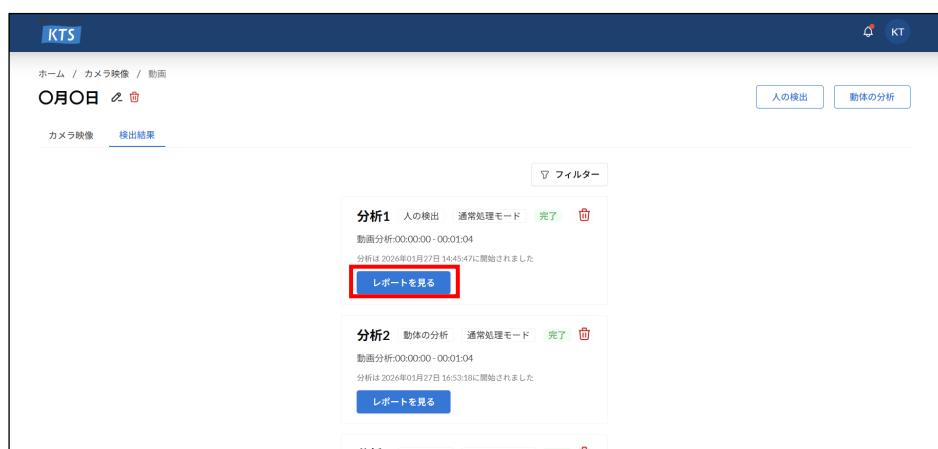 KTS
KT
ホーム / カメラ映像 / 動画
〇月〇日
人の検出
動体の分析
カメラ映像
検出結果
フィルター
分析1 人の検出 通常処理モード 完了
動画分析:00:00:00 - 00:01:04
分析は 2026年01月27日 14:45:47に開始されました
レポートを見る
分析2 動体の分析 通常処理モード 完了
動画分析:00:00:00 - 00:01:04
分析は 2026年01月27日 16:53:18に開始されました
レポートを見る